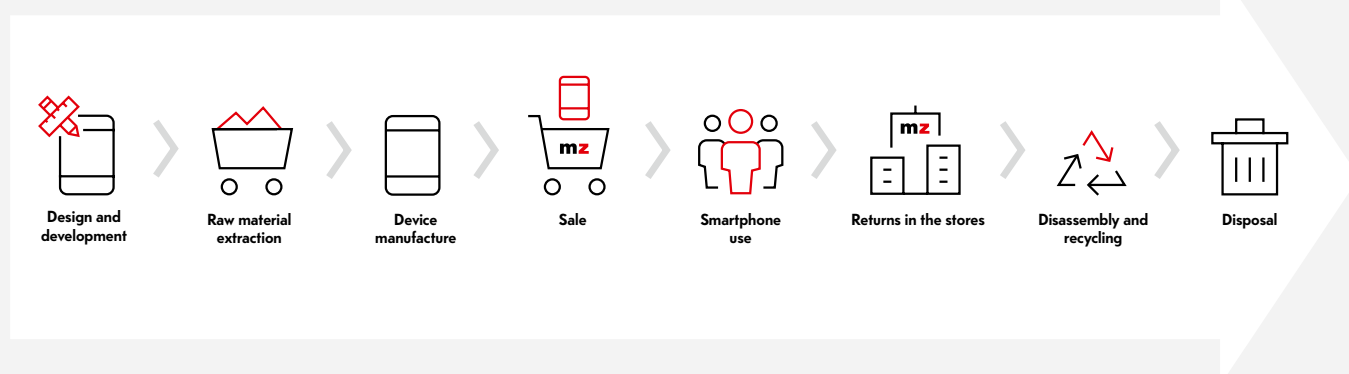 mz
mz
Design and
development
Raw material
extraction
Device
manufacture
Sale
Smartphone
use
Returns in the stores
Disassembly and
recycling
Disposal